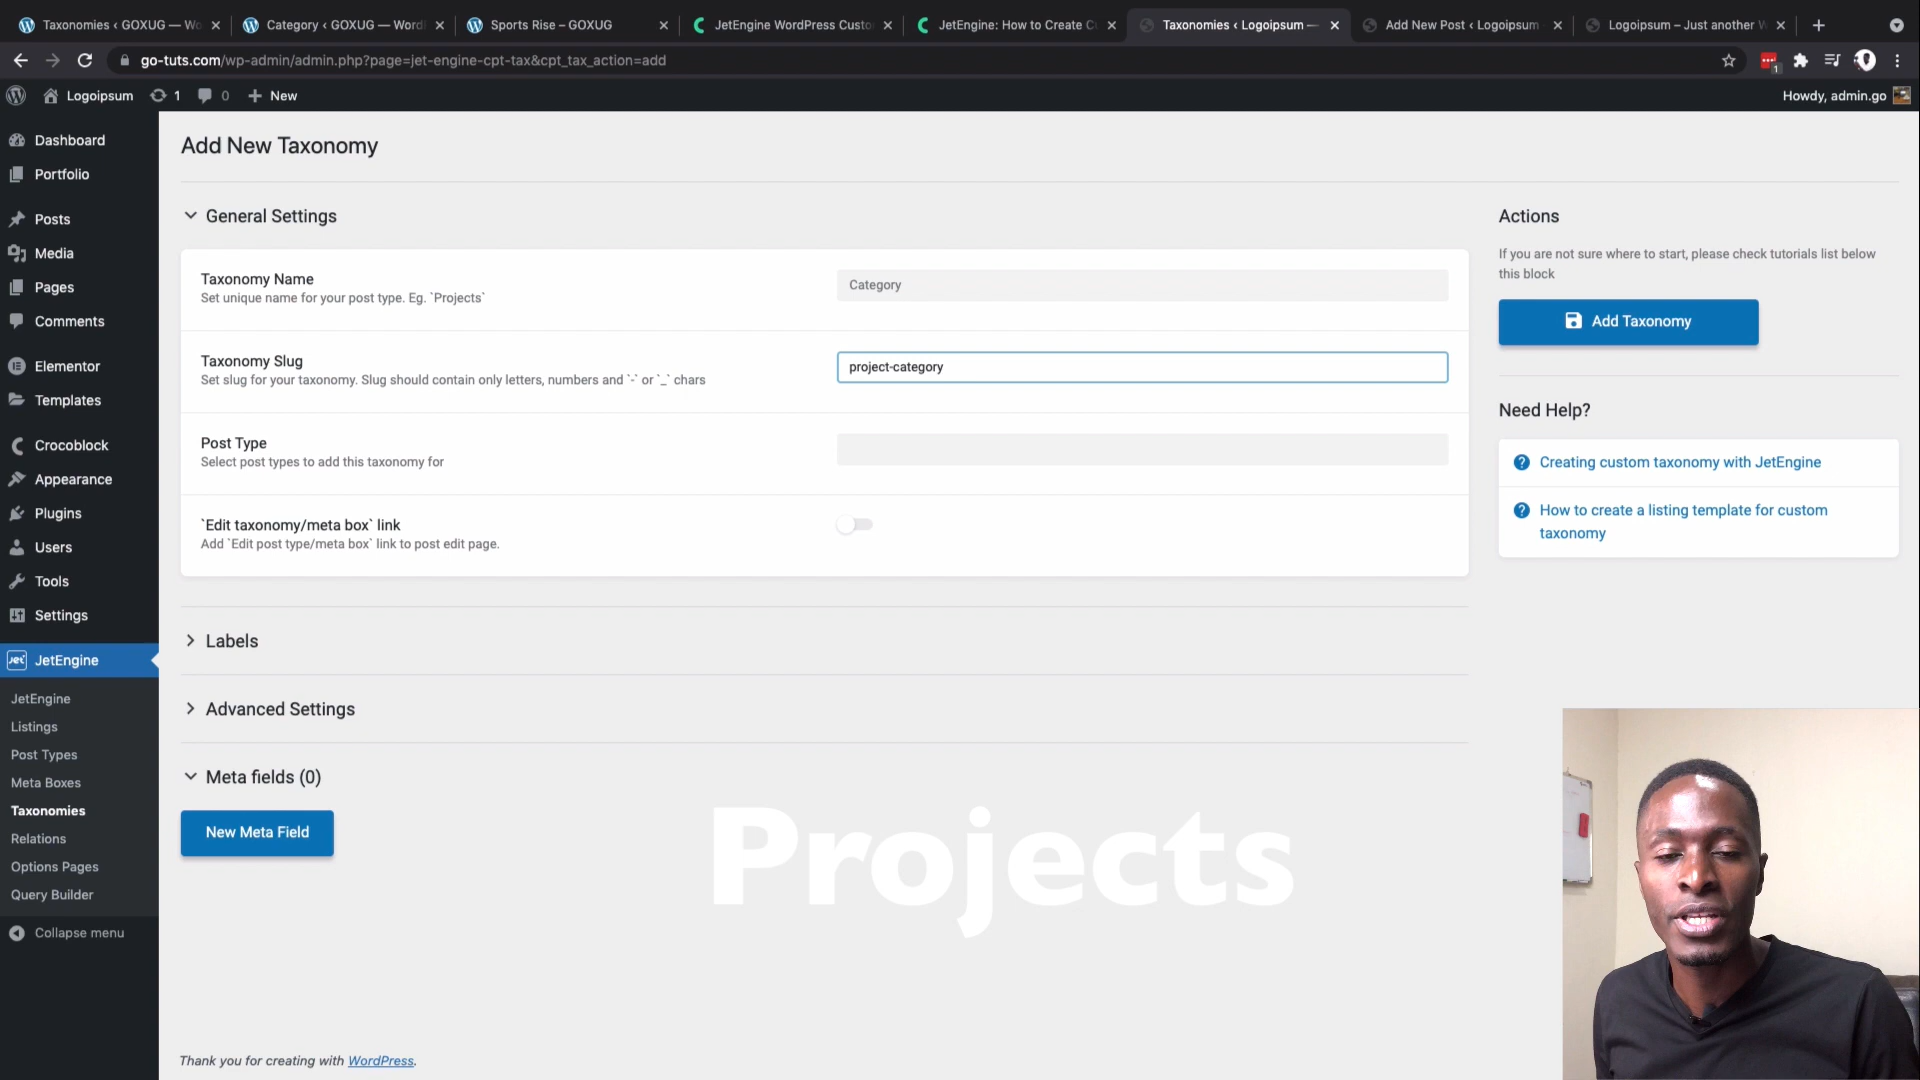 Taxonomies ‹ GOXUG — Wo
Category ‹ GOXUG — Word
Sports Rise – GOXUG
JetEngine WordPress Custo
JetEngine: How to Create C
Taxonomies ‹ Logoipsum —
Add New Post ‹ Logoipsum
Logoipsum – Just another
go-tuts.com/wp-admin/admin.php?page=jet-engine-cpt-tax&cpt_tax_action=add
1
Logoipsum
1
0
New
Howdy, admin.go
Dashboard
Portfolio
Posts
Media
Pages
Comments
Elementor
Templates
Crocoblock
Appearance
Plugins
Users
Tools
Settings
Jet
JetEngine
JetEngine
Listings
Post Types
Meta Boxes
Taxonomies
Relations
Options Pages
Query Builder
Collapse menu
Add New Taxonomy
General Settings
Taxonomy Name
Set unique name for your post type. Eg. `Projects`
Category
Taxonomy Slug
Set slug for your taxonomy. Slug should contain only letters, numbers and `-` or `_` chars
project-category
Post Type
Select post types to add this taxonomy for
`Edit taxonomy/meta box` link
Add `Edit post type/meta box` link to post edit page.
Labels
Advanced Settings
Meta fields (0)
New Meta Field
Projects
Thank you for creating with WordPress.
Actions
If you are not sure where to start, please check tutorials list below
this block
Add Taxonomy
Need Help?
Creating custom taxonomy with JetEngine
How to create a listing template for custom
taxonomy